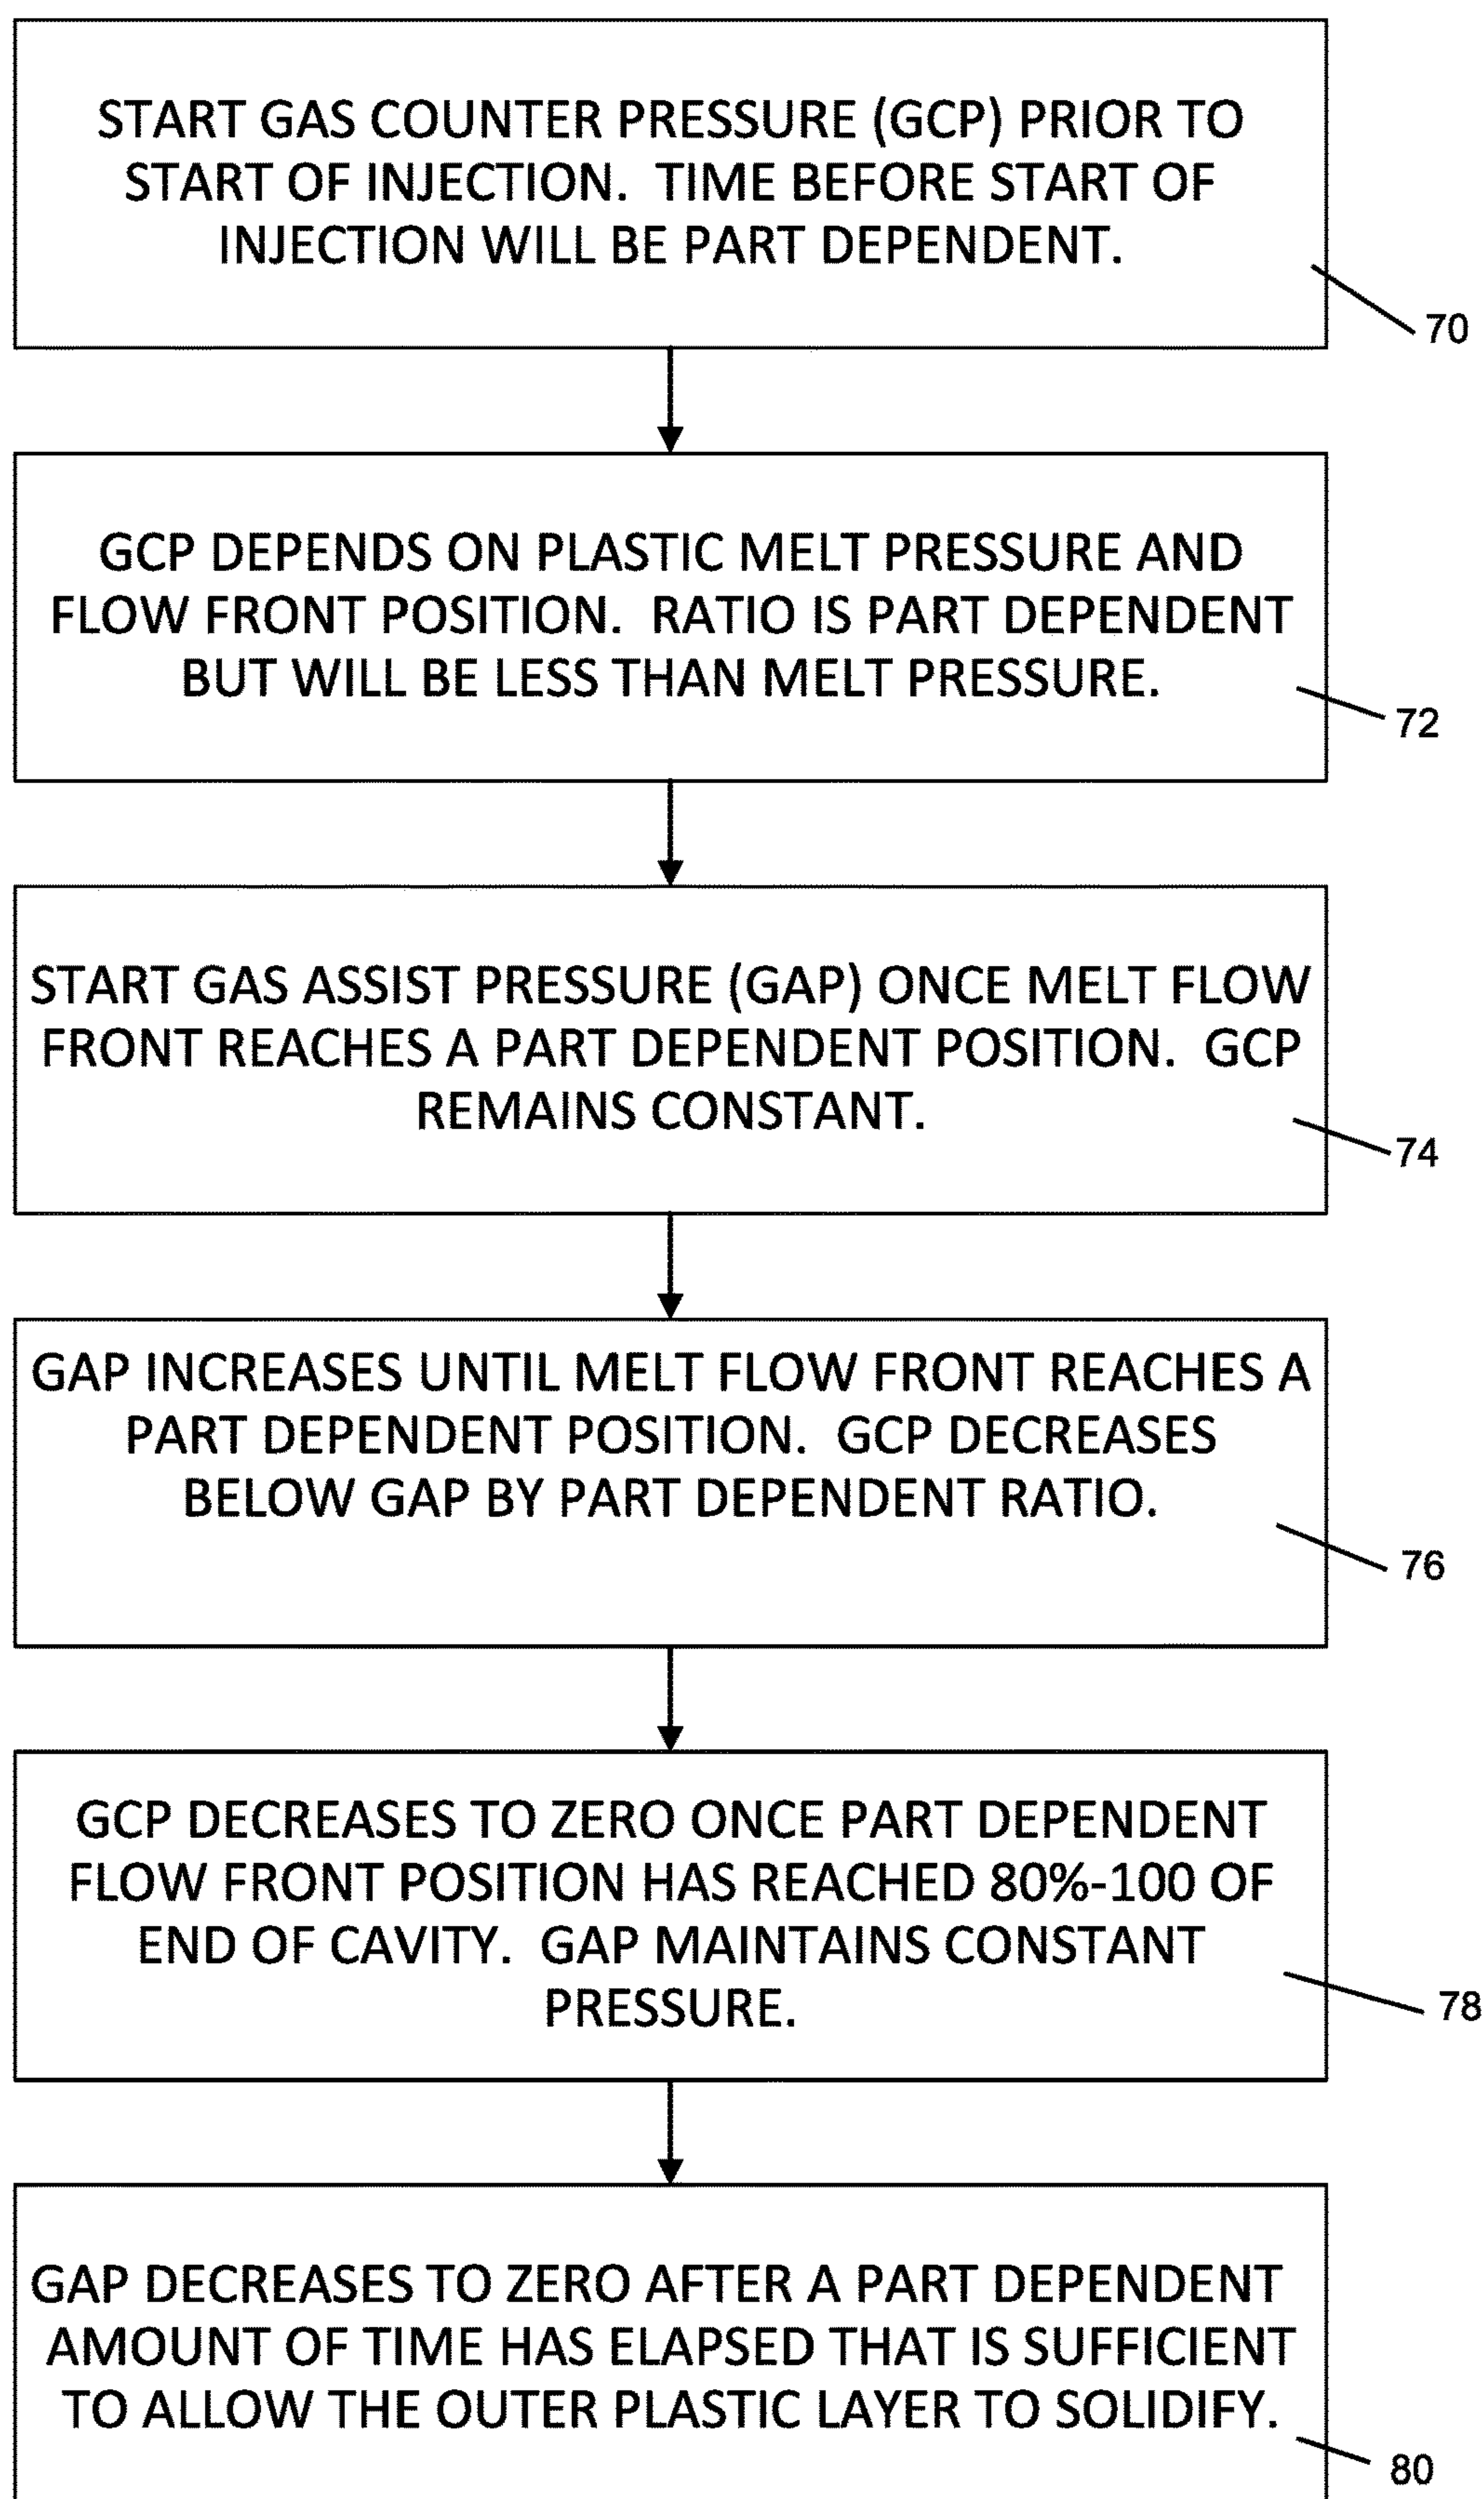 START GAS COUNTER PRESSURE (GCP) PRIOR TO
START OF INJECTION. TIME BEFORE START OF
INJECTION WILL BE PART DEPENDENT.
70
GCP DEPENDS ON PLASTIC MELT PRESSURE AND
FLOW FRONT POSITION. RATIO IS PART DEPENDENT
BUT WILL BE LESS THAN MELT PRESSURE.
72
START GAS ASSIST PRESSURE (GAP) ONCE MELT FLOW
FRONT REACHES A PART DEPENDENT POSITION. GCP
REMAINS CONSTANT.
74
GAP INCREASES UNTIL MELT FLOW FRONT REACHES A
PART DEPENDENT POSITION. GCP DECREASES
BELOW GAP BY PART DEPENDENT RATIO.
76
GCP DECREASES TO ZERO ONCE PART DEPENDENT
FLOW FRONT POSITION HAS REACHED 80%-100 OF
END OF CAVITY. GAP MAINTAINS CONSTANT
PRESSURE.
78
GAP DECREASES TO ZERO AFTER A PART DEPENDENT
AMOUNT OF TIME HAS ELAPSED THAT IS SUFFICIENT
TO ALLOW THE OUTER PLASTIC LAYER TO SOLIDIFY.
80